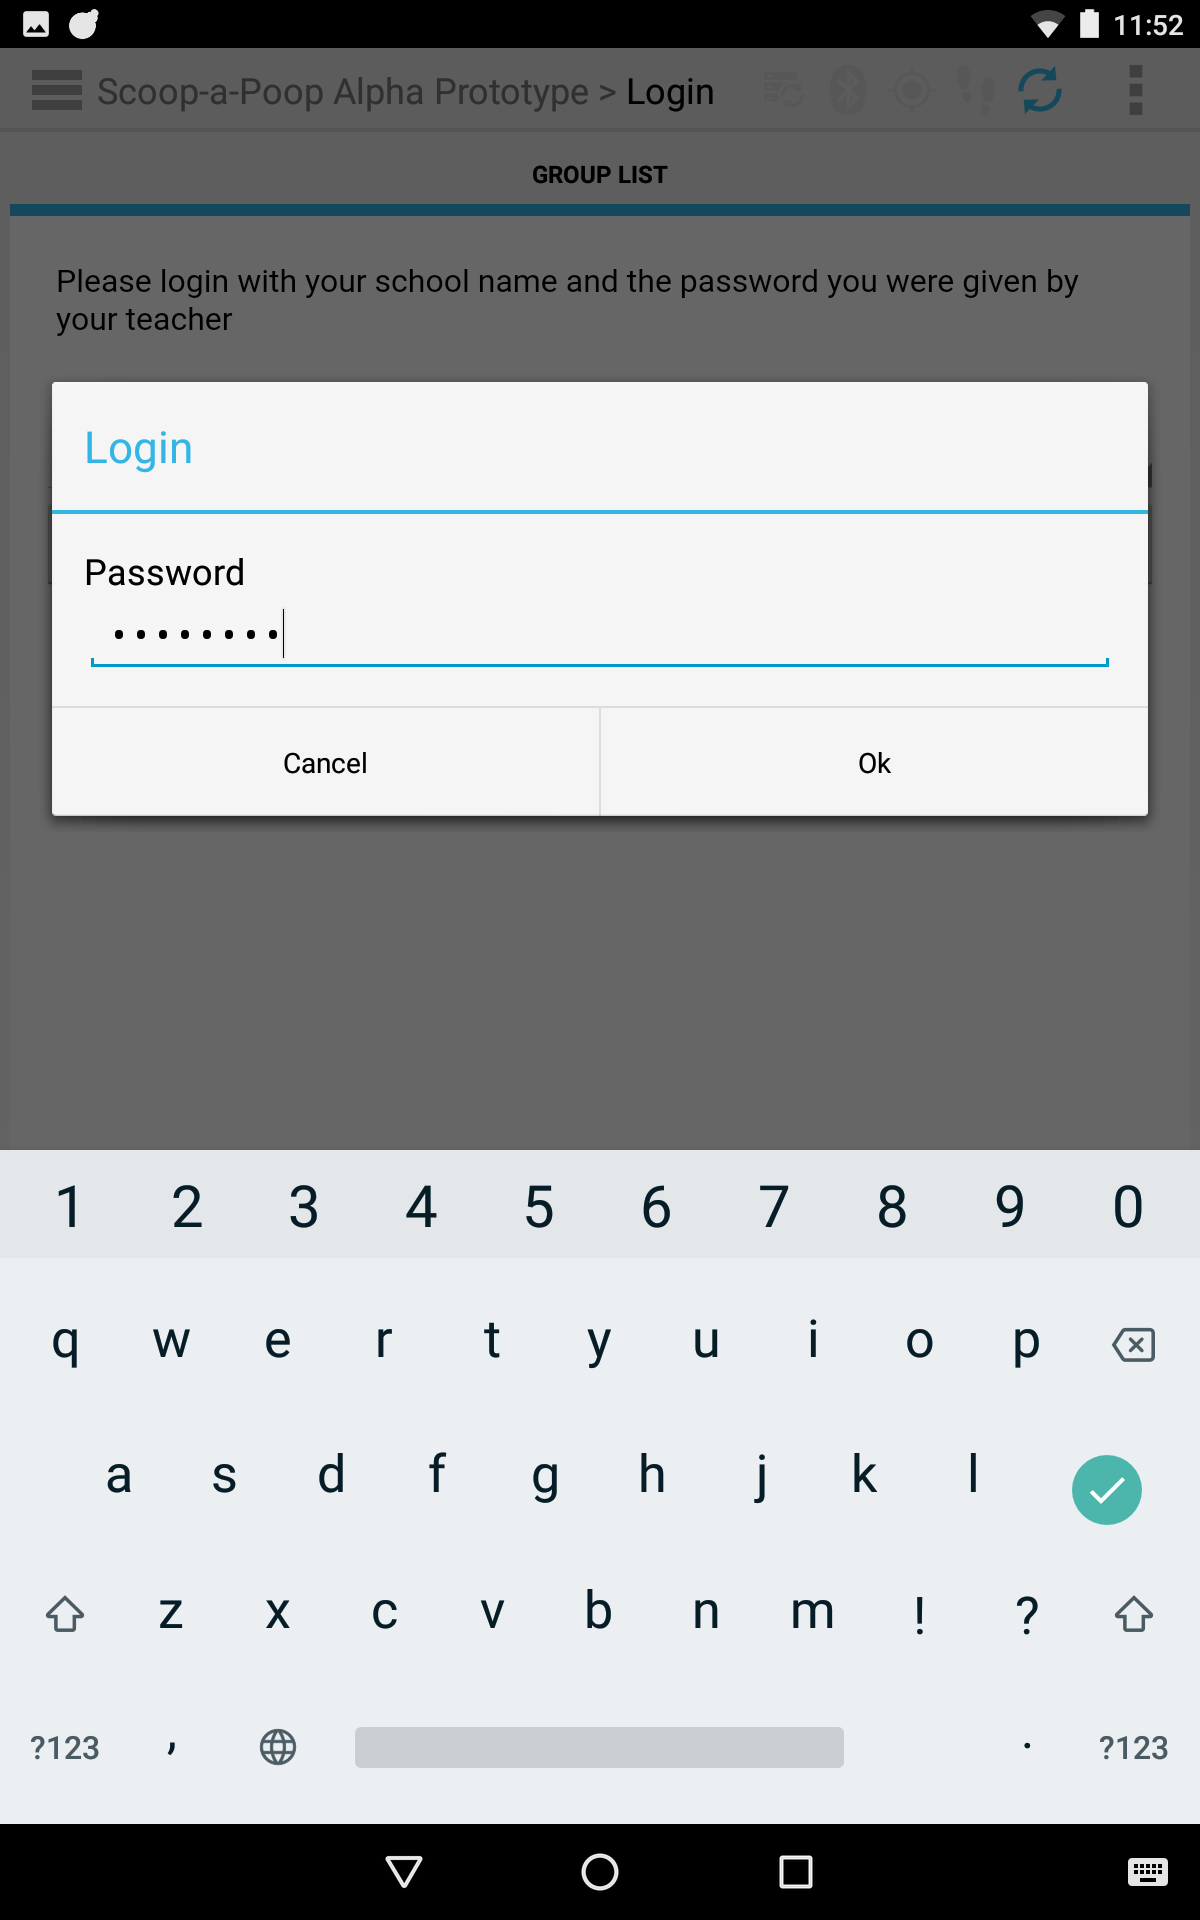 11:52
Scoop-a-Poop Alpha Prototype > Login
GROUP LIST
Please login with your school name and the password you were given by
your teacher
Login
Password
••••••••
Cancel Ok
1 2 3 4 5 6 7 8 9 0
q w e r t y u i o p
a s d f g h j k l
z x c v b n m ! ?
?123 , . ?123